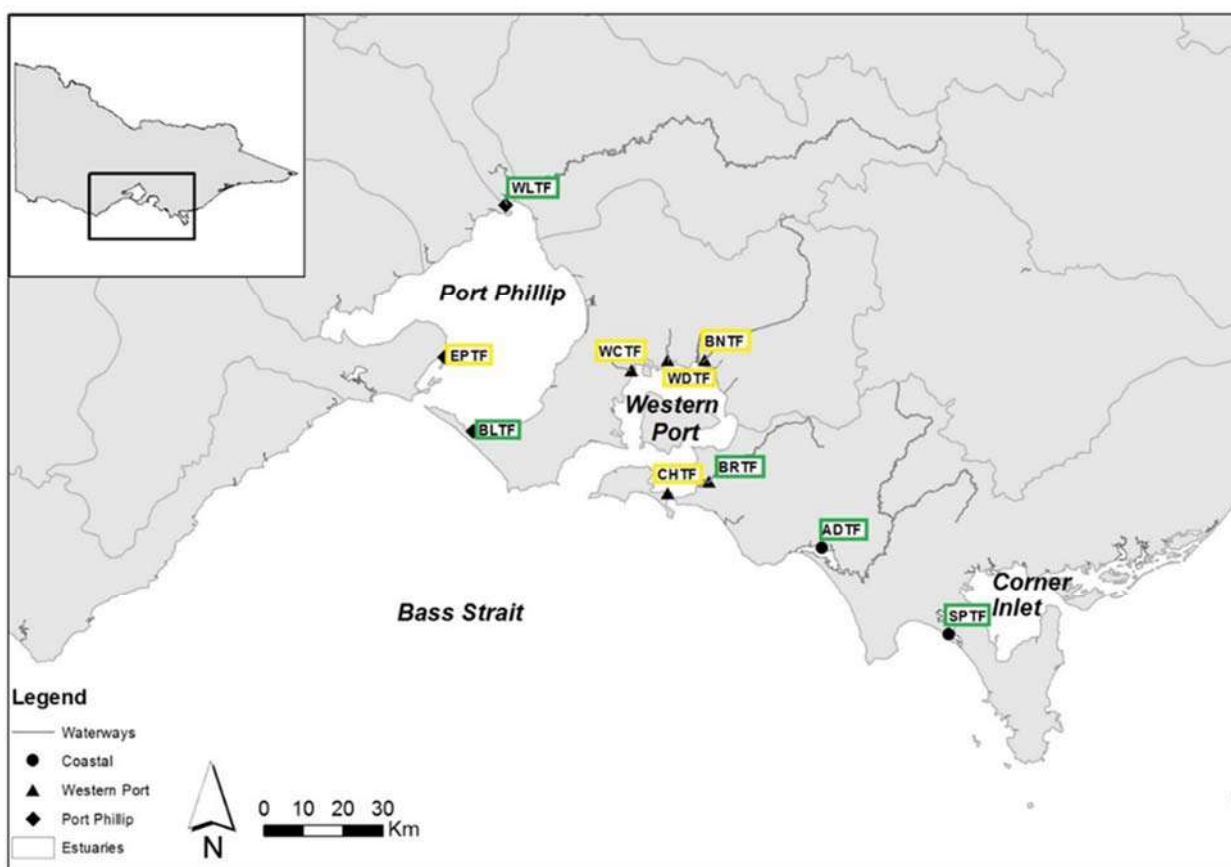 WLTF
Port Phillip
EPTF
WCTF
BNTF
WDTF
Western
Port
BLTF
CHTF
BRTF
ADTF
Corner
Inlet
SPTF
Bass Strait
Legend
Waterways
Coastal
Western Port
Port Phillip
Estuaries
N
0 10 20 30
Km